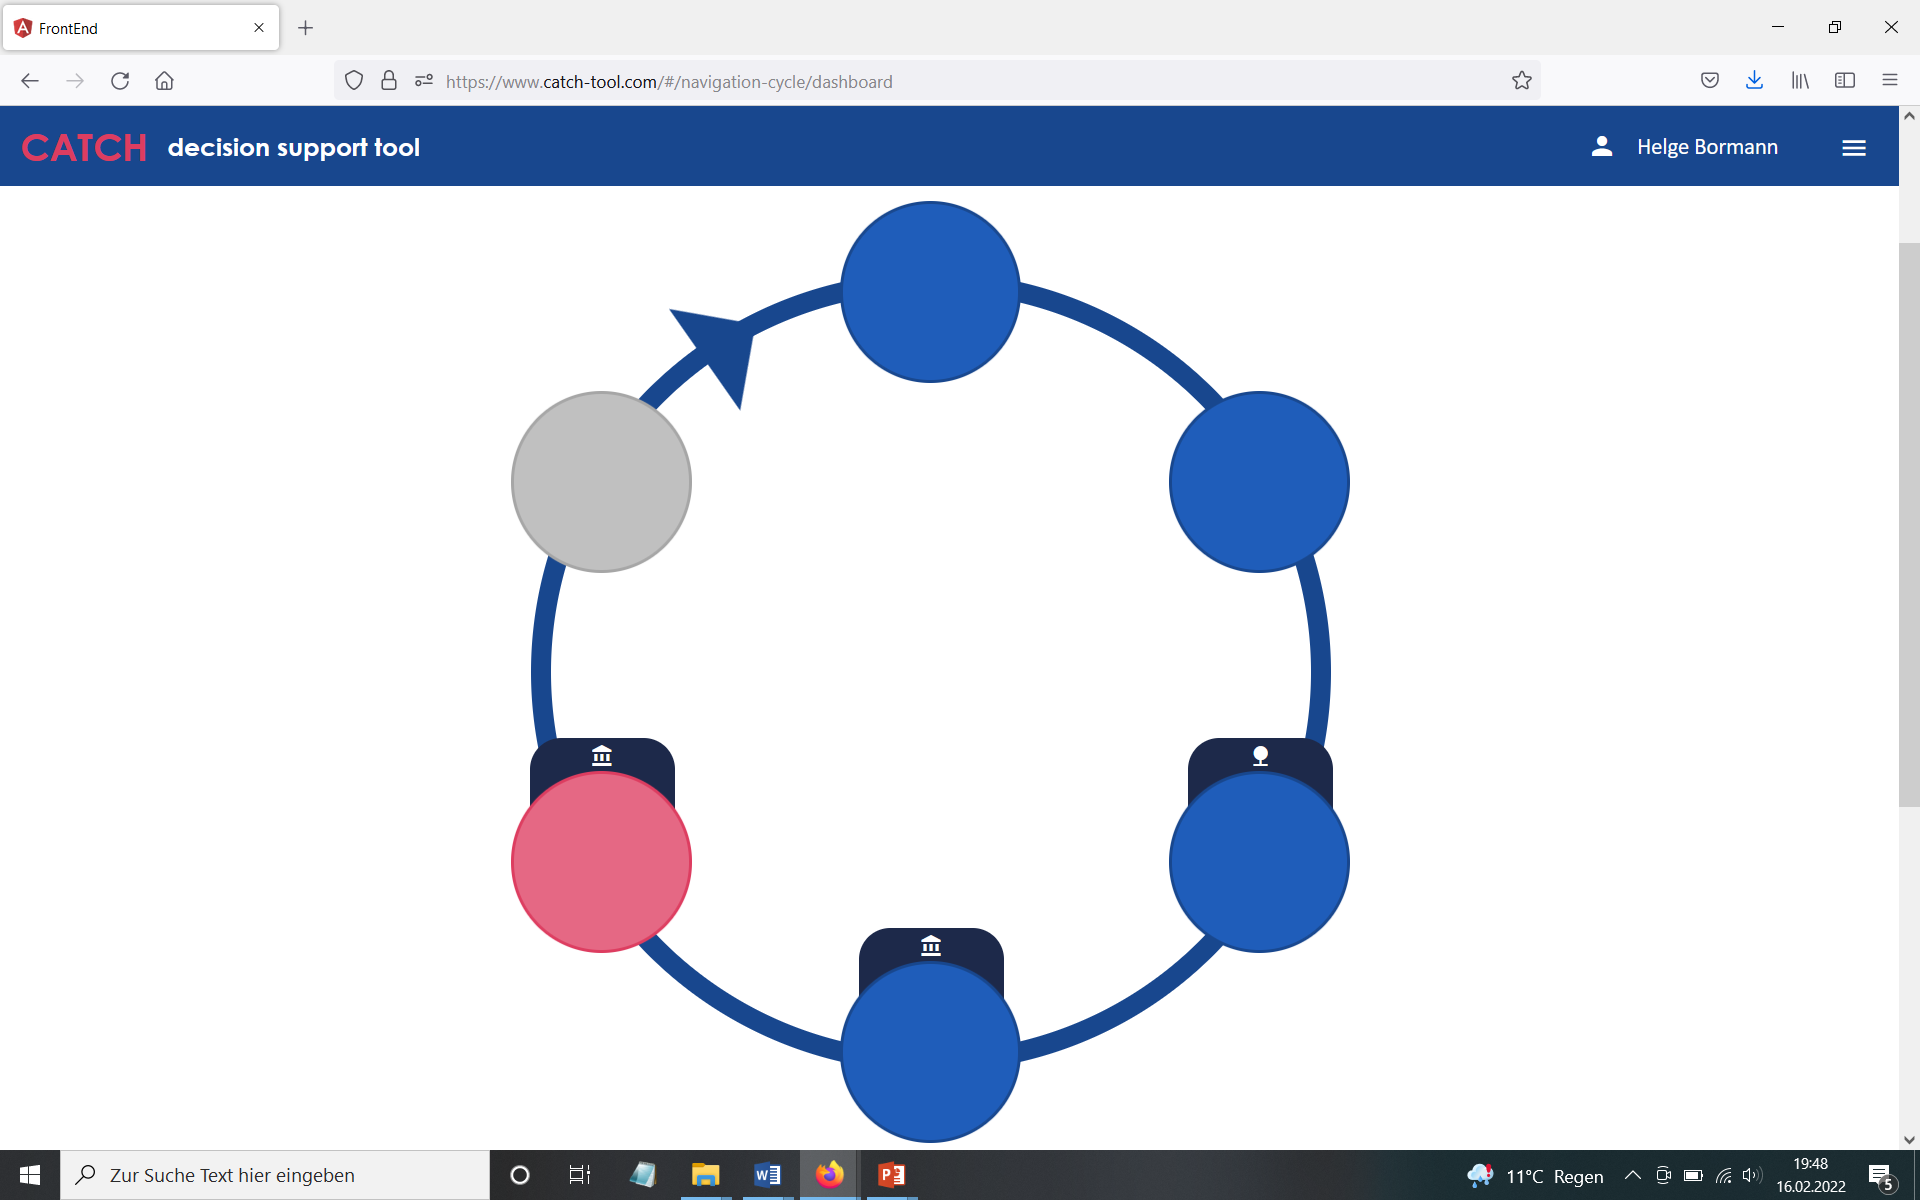 FrontEnd
https://www.catch-tool.com/#/navigation-cycle/dashboard
CATCH decision support tool
Helge Bormann
Zur Suche Text hier eingeben
11°C Regen
19:48
16.02.2022
5